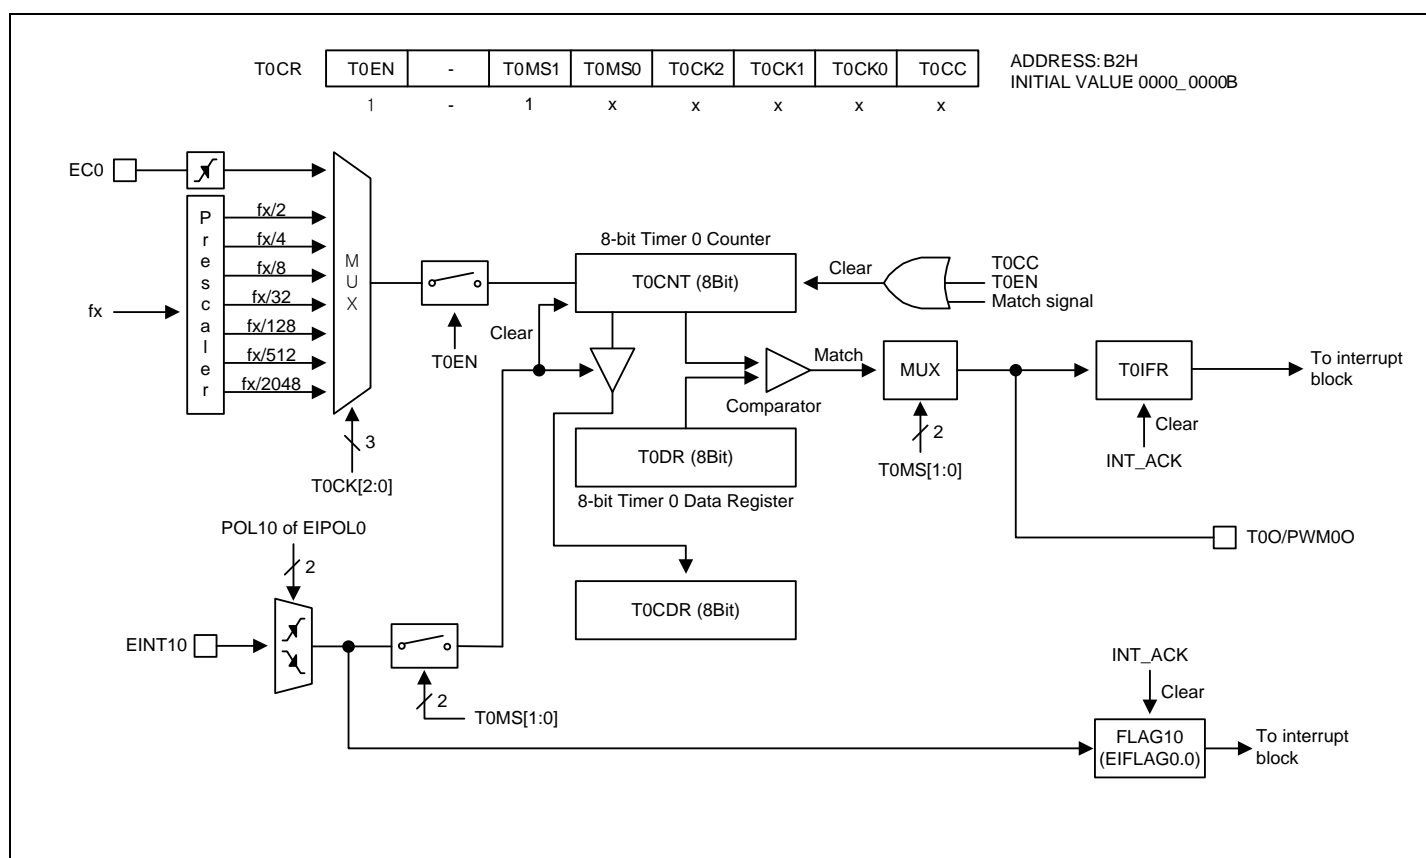 T0CR T0EN - T0MS1 T0MS0 T0CK2 T0CK1 T0CK0 T0CC
ADDRESS: B2H
INITIAL VALUE 0000_0000B
1 - 1 x x x x x
EC0
Prescaler
fx/2
fx/4
fx/8
fx/32
fx/128
fx/512
fx/2048
fx
MUX
3
T0CK[2:0]
T0EN
8-bit Timer 0 Counter
T0CNT (8Bit)
Clear
T0CC
T0EN
Match signal
Clear
Comparator
Match
MUX
2
T0MS[1:0]
T0IFR
To interrupt
block
Clear
INT_ACK
T0DR (8Bit)
8-bit Timer 0 Data Register
T0O/PWM0O
POL10 of EIPOL0
2
T0CDR (8Bit)
EINT10
2
T0MS[1:0]
INT_ACK
Clear
FLAG10
(EIFLAG0.0)
To interrupt
block